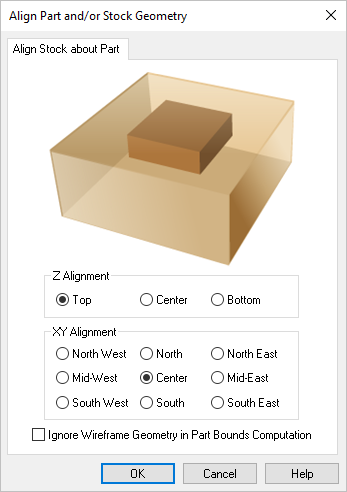 Align Part and/or Stock Geometry
Align Stock about Part
Z Alignment
Top Center Bottom
XY Alignment
North West North North East
Mid-West Center Mid-East
South West South South East
Ignore Wireframe Geometry in Part Bounds Computation
OK Cancel Help